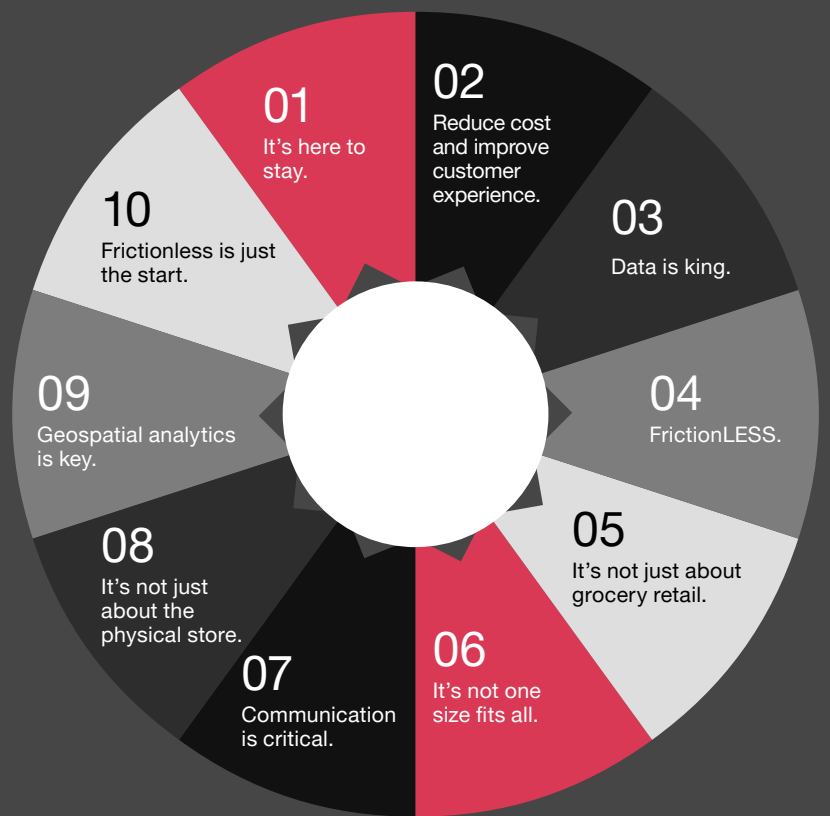 01
It’s here to
stay.
02
Reduce cost
and improve
customer
experience.
03
Data is king.
04
FrictionLESS.
05
It’s not just about
grocery retail.
06
It’s not one
size fits all.
07
Communication
is critical.
08
It’s not just
about the
physical store.
09
Geospatial analytics
is key.
10
Frictionless is just
the start.